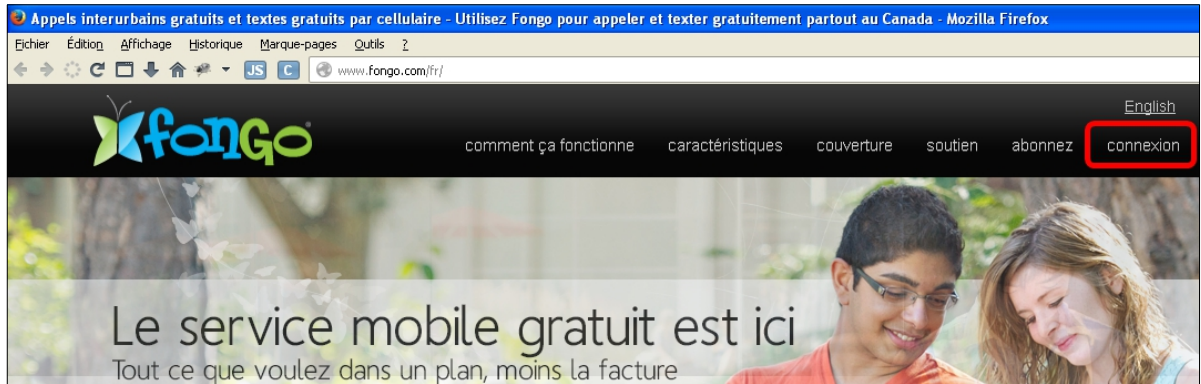 Appels interurbains gratuits et textes gratuits par cellulaire - Utilisez Fongo pour appeler et texter gratuitement partout au Canada - Mozilla Firefox
Eichier Édition Affichage Historique Marque-pages Outils ?
JS C www.fongo.com/fr/
English
fonGo
comment ça fonctionne caractéristiques couverture soutien abonnez connexion
Le service mobile gratuit est ici
Tout ce que voulez dans un plan, moins la facture